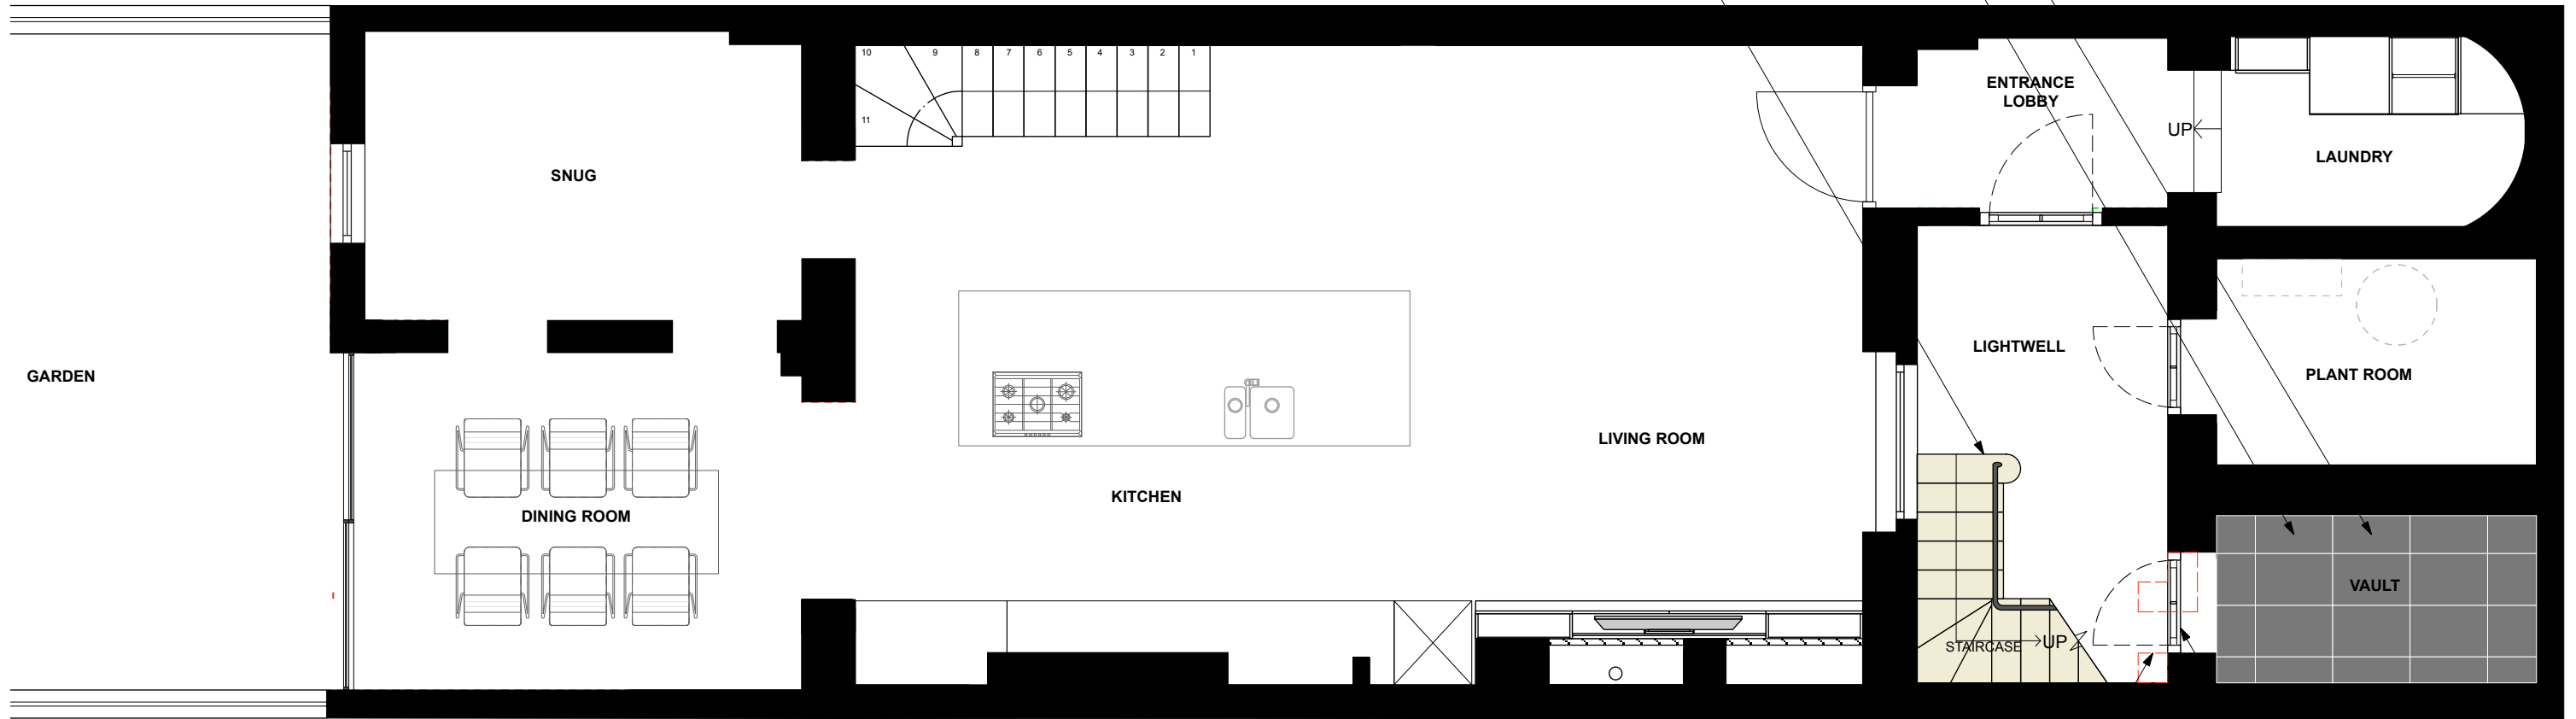 10
9
8
7
6
5
4
3
2
1
11
ENTRANCE
LOBBY
UP
LAUNDRY
SNUG
LIGHTWELL
PLANT ROOM
GARDEN
LIVING ROOM
KITCHEN
DINING ROOM
VAULT
STAIRCASE
UP